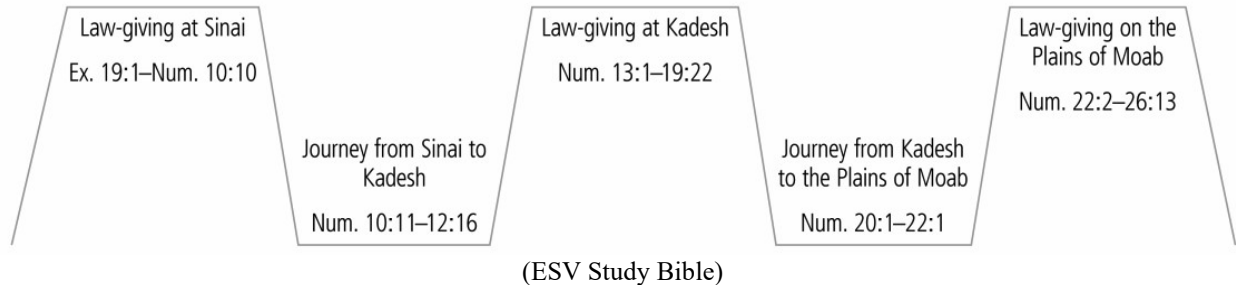 Law-giving at Sinai
Ex. 19:1–Num. 10:10
Journey from Sinai to
Kadesh
Num. 10:11–12:16
Law-giving at Kadesh
Num. 13:1–19:22
Journey from Kadesh
to the Plains of Moab
Num. 20:1–22:1
Law-giving on the
Plains of Moab
Num. 22:2–26:13
(ESV Study Bible)